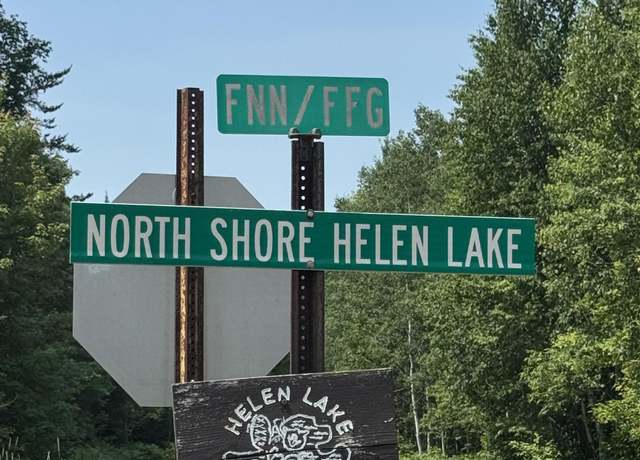 FNN/FFG
NORTH SHORE HELEN LAKE
HELEN LAKE